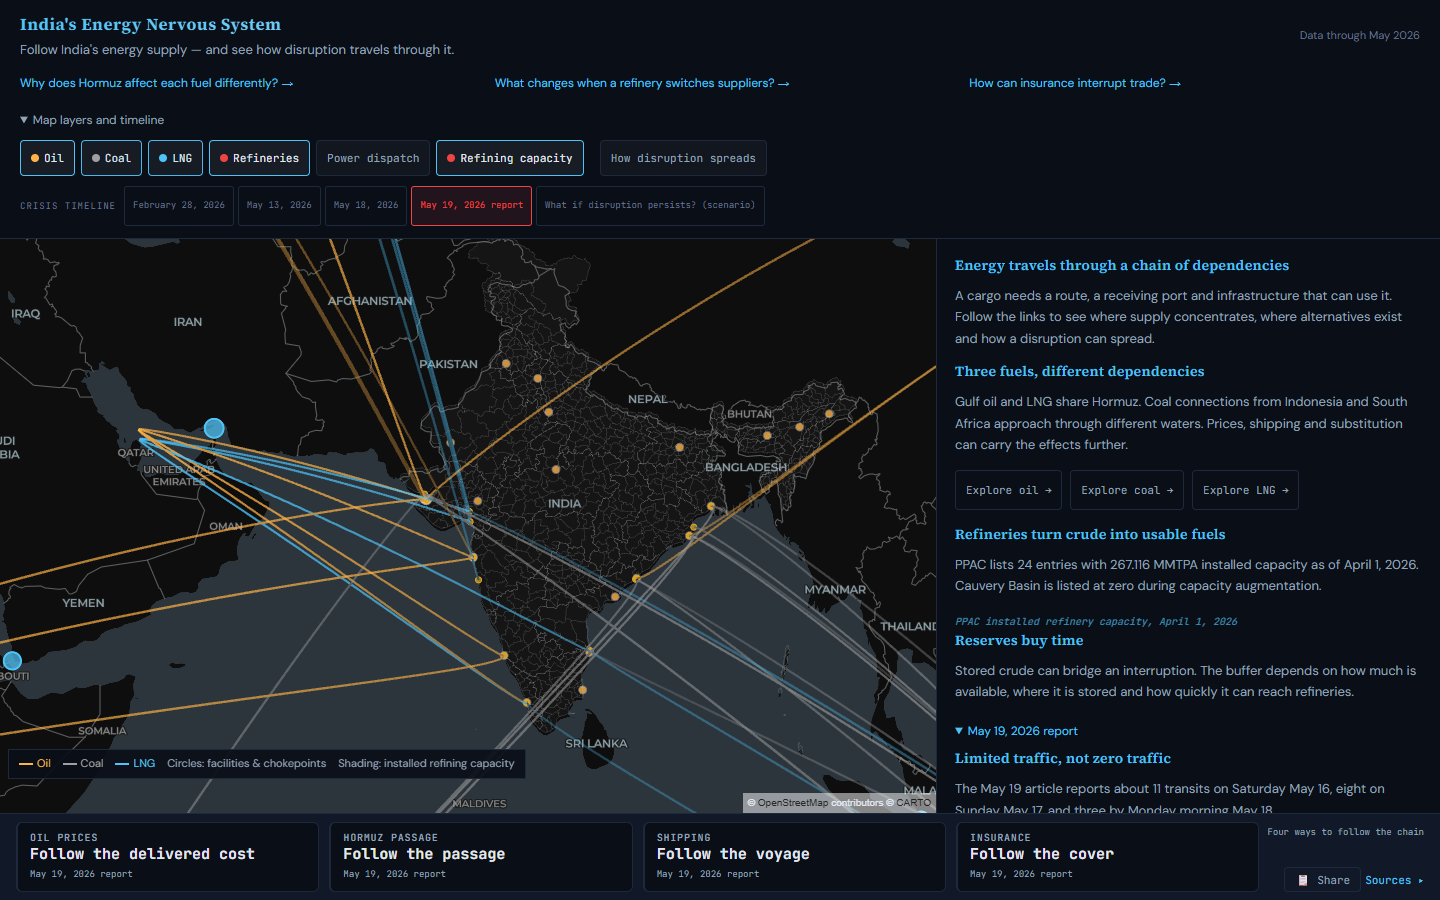 India's Energy Nervous System
Follow India's energy supply — and see how disruption travels through it.
Data through May 2026
Why does Hormuz affect each fuel differently? →
What changes when a refinery switches suppliers? →
How can insurance interrupt trade? →
▼ Map layers and timeline
Oil
Coal
LNG
Refineries
Power dispatch
Refining capacity
How disruption spreads
CRISIS TIMELINE
February 28, 2026
May 13, 2026
May 18, 2026
May 19, 2026 report
What if disruption persists? (scenario)
IRAQ
IRAN
AFGHANISTAN
PAKISTAN
NEPAL
BHUTAN
BANGLADESH
INDIA
QATAR
UNITED ARAB
EMIRATES
UDI
BIA
OMAN
YEMEN
MYANMAR
THAILAND
BOUTI
SOMALIA
SRI LANKA
MALDIVES
MALA
Oil
Coal
LNG
Circles: facilities & chokepoints
Shading: installed refining capacity
© OpenStreetMap contributors © CARTO
Energy travels through a chain of dependencies
A cargo needs a route, a receiving port and infrastructure that can use it.
Follow the links to see where supply concentrates, where alternatives exist
and how a disruption can spread.
Three fuels, different dependencies
Gulf oil and LNG share Hormuz. Coal connections from Indonesia and South
Africa approach through different waters. Prices, shipping and substitution
can carry the effects further.
Explore oil →
Explore coal →
Explore LNG →
Refineries turn crude into usable fuels
PPAC lists 24 entries with 267.116 MMTPA installed capacity as of April 1, 2026.
Cauvery Basin is listed at zero during capacity augmentation.
PPAC installed refinery capacity, April 1, 2026
Reserves buy time
Stored crude can bridge an interruption. The buffer depends on how much is
available, where it is stored and how quickly it can reach refineries.
▼ May 19, 2026 report
Limited traffic, not zero traffic
The May 19 article reports about 11 transits on Saturday May 16, eight on
Sunday May 17, and three by Monday morning May 18.
OIL PRICES
Follow the delivered cost
May 19, 2026 report
HORMUZ PASSAGE
Follow the passage
May 19, 2026 report
SHIPPING
Follow the voyage
May 19, 2026 report
INSURANCE
Follow the cover
May 19, 2026 report
Four ways to follow the chain
Share
Sources ▸